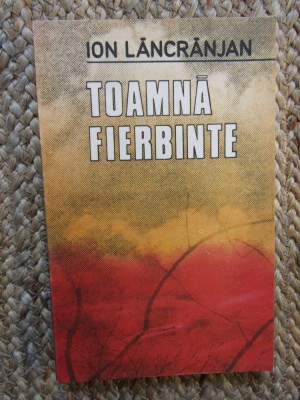 ION LĂNCRĂNJAN
TOAMNĂ
FIERBINTE